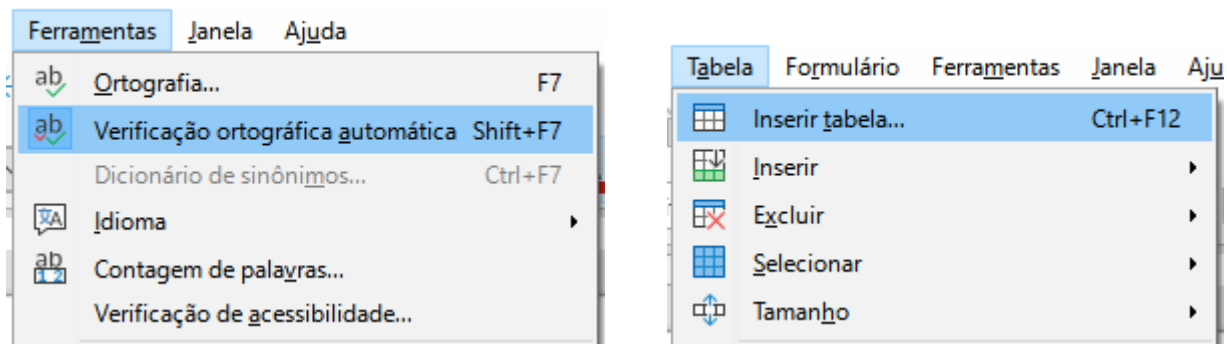 Ferramentas Janela Ajuda
Ortografia... F7
Verificação ortográfica automática Shift+F7
Dicionário de sinônimos... Ctrl+F7
Idioma
Contagem de palavras...
Verificação de acessibilidade...
Tabela Formulário Ferramentas Janela Aju
Inserir tabela... Ctrl+F12
Inserir
Excluir
Selecionar
Tamanho